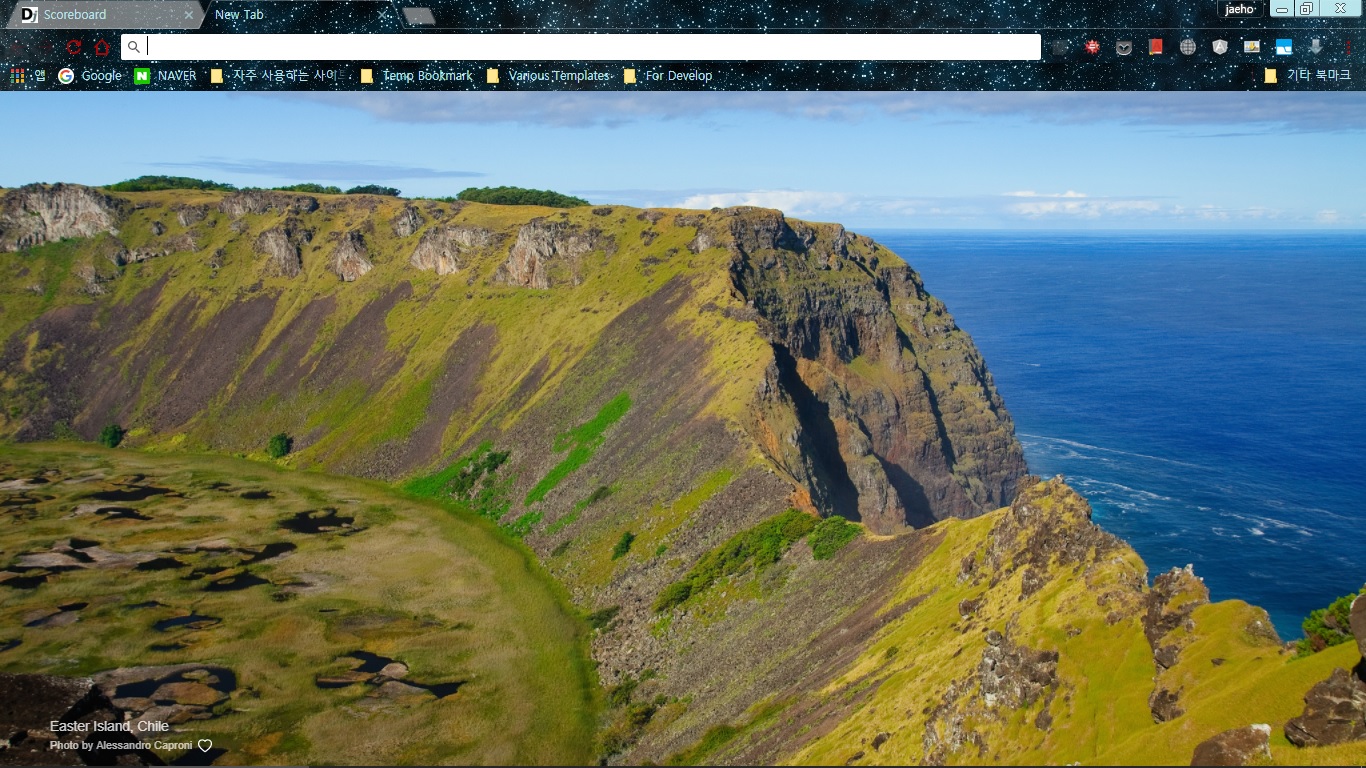 Scoreboard
New Tab
jaeho
앱
Google
NAVER
자주 사용하는 사이
Temp Bookmark
Various Templates
For Develop
기타 북마크
Easter Island, Chile
Photo by Alessandro Caproni